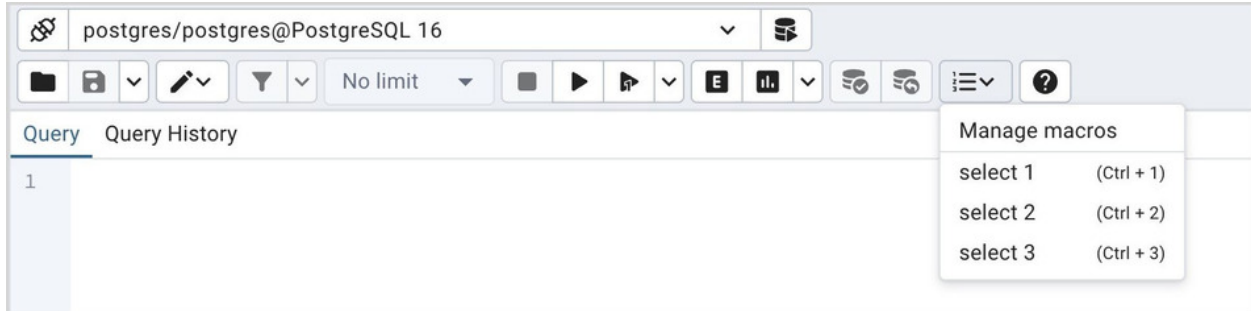 postgres/postgres@PostgreSQL 16
No limit
E
Query Query History
1
Manage macros
select 1 (Ctrl + 1)
select 2 (Ctrl + 2)
select 3 (Ctrl + 3)